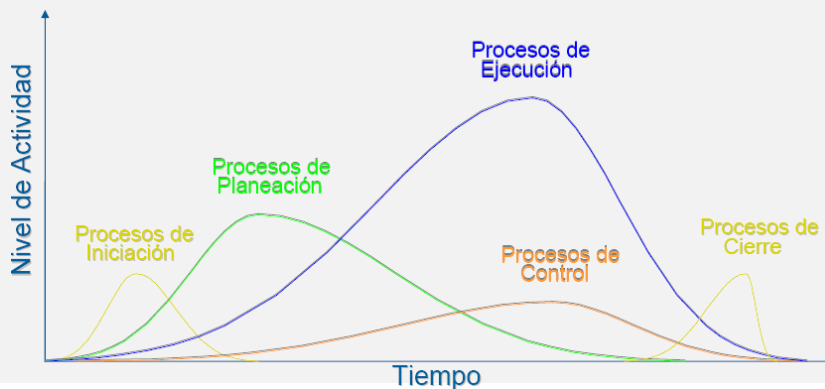 Procesos de
Ejecución
Procesos de
Planeación
Procesos de
Iniciación
Procesos de
Cierre
Procesos de
Control
Nivel de Actividad
Tiempo